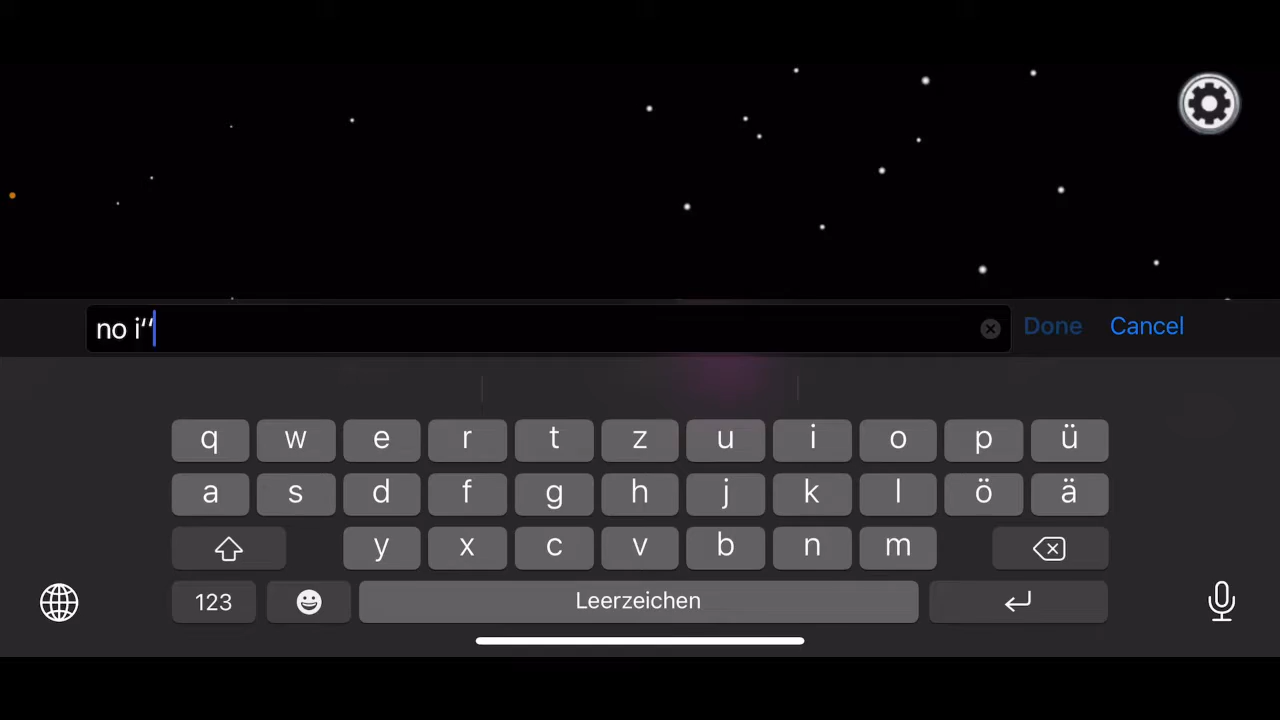 no i‘‘
Done
Cancel
q w e r t z u i o p ü
a s d f g h j k l ö ä
y x c v b n m
123
Leerzeichen